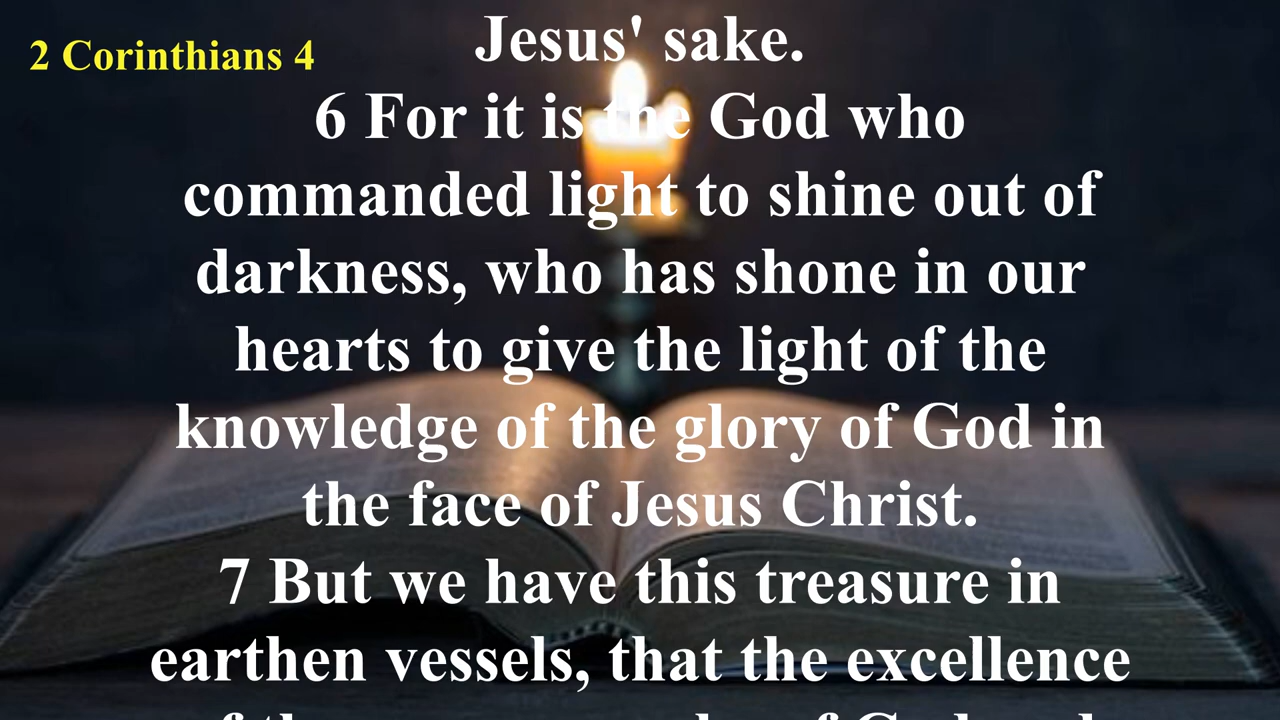 2 Corinthians 4
Jesus' sake.
6 For it is the God who
commanded light to shine out of
darkness, who has shone in our
hearts to give the light of the
knowledge of the glory of God in
the face of Jesus Christ.
7 But we have this treasure in
earthen vessels, that the excellence